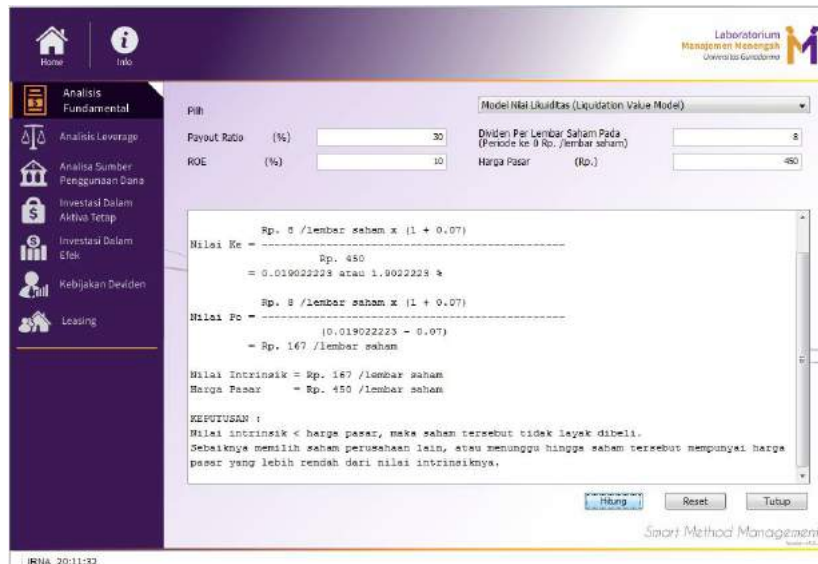 Home
Info
Laboratorium
Manajemen Menengah
Universitas Gunadarma
Analisis
Fundamental
Analisis Leverage
Analisa Sumber
Penggunaan Dana
Investasi Dalam
Aktiva Tetap
Investasi Dalam
Efek
Kebijakan Deviden
Leasing
Pilih
Model Nilai Likuiditas (Liquidation Value Model)
Payout Ratio (%) 30
Dividen Per Lembar Saham Pada
(Periode ke 0 Rp. /lembar saham) 8
ROE (%) 10
Harga Pasar (Rp.) 450
Rp. 8 /lembar saham x (1 + 0.07)
Nilai Ke = --------------------------------------------------
Rp. 450
= 0.019022223 atau 1.9022223 %
Rp. 8 /lembar saham x (1 + 0.07)
Nilai Po = --------------------------------------------------
(0.019022223 - 0.07)
= Rp. 167 /lembar saham
Nilai Intrinsik = Rp. 167 /lembar saham
Harga Pasar = Rp. 450 /lembar saham
KEPUTUSAN :
Nilai intrinsik < harga pasar, maka saham tersebut tidak layak dibeli.
Sebaiknya memilih saham perusahaan lain, atau menunggu hingga saham tersebut mempunyai harga
pasar yang lebih rendah dari nilai intrinsiknya.
Hitung
Reset
Tutup
Smart Method Managemen
IRNA 20:11:32